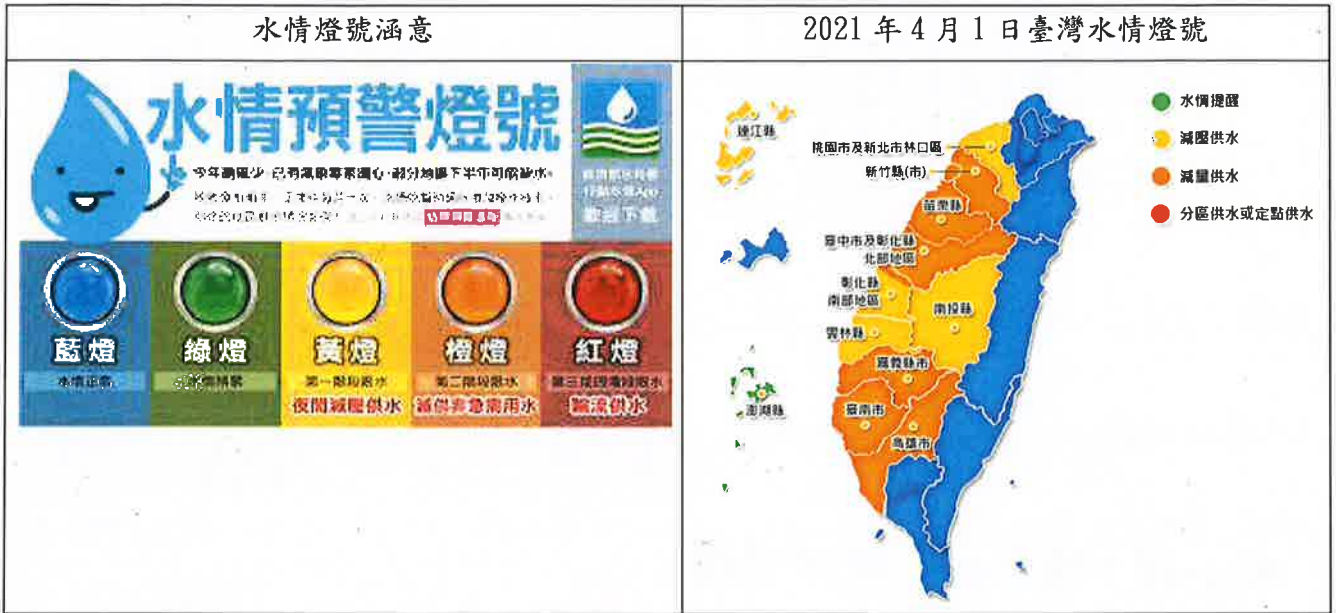 水情燈號涵意
2021 年 4 月 1 日臺灣水情燈號
水情預警燈號
歡迎下載
藍燈
水情正常
綠燈
黃燈
第一階段限水
夜間減壓供水
橙燈
第二階段限水
減供非急需用水
紅燈
輪流供水
連江縣
桃園市及新北市林口區
新竹縣(市)
苗栗縣
臺中市及彰化縣
北部地區
彰化縣
南部地區
南投縣
雲林縣
嘉義縣市
臺南市
高雄市
澎湖縣
水情提醒
減壓供水
減量供水
分區供水或定點供水